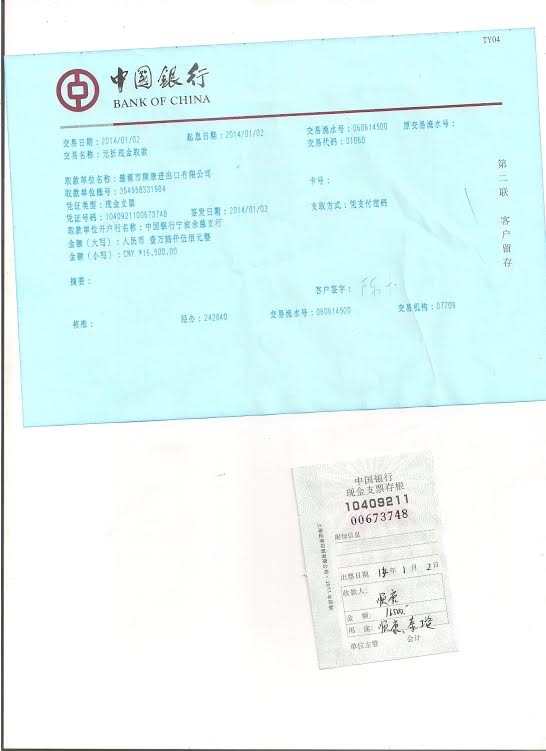 TY04
中国银行
BANK OF CHINA
交易日期：2014/01/02 起息日期：2014/01/02 交易流水号：060614500 原交易流水号：
交易名称：无折现金取款 交易代码：01060
取款单位名称：慈溪市顺康进出口有限公司 卡号：
取款单位账号：364958331984
凭证类型：现金支票 支取方式：凭支付密码
凭证号码：1040921100673748 签发日期：2014/01/02
取款单位开户行名称：中国银行宁波余慈支行
金额（大写）：人民币 壹万陆仟伍佰元整
金额（小写）：CNY *16,500.00
摘要：
客户签字：
核准： 经办：242840 交易流水号：060614500 交易机构：07709
第二联 客户留存
中国银行
现金支票存根
10409211
00673748
附加信息
出票日期 14年 1月 2日
收款人：
顺康
金 额： 16500.-
用 途： 顺康
单位主管 会计